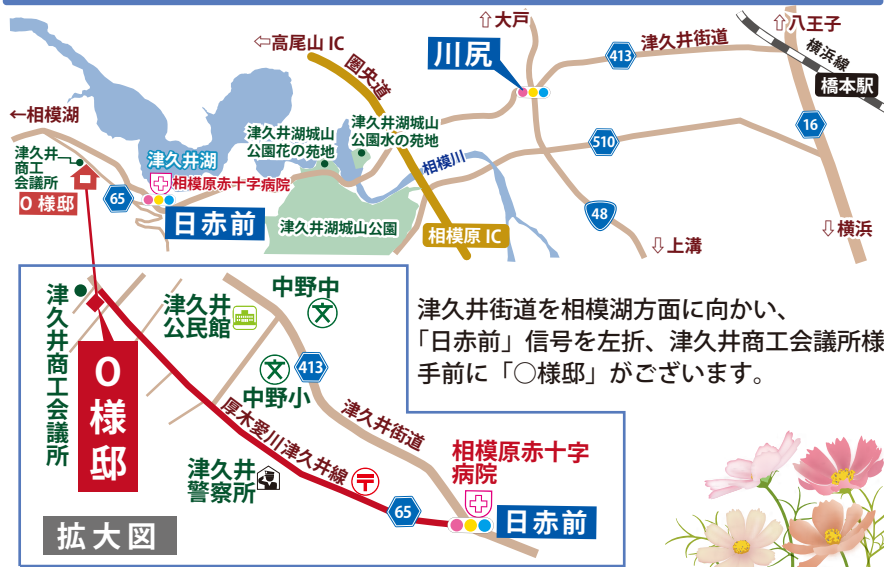 ⇧大戸
⇧八王子
⇦高尾山 IC
川尻
413
津久井街道
横浜線
圏央道
橋本駅
←相模湖
津久井湖城山
公園花の苑地
津久井湖城山
公園水の苑地
510
16
津久井
商工
会議所
津久井湖
相模原赤十字病院
相模川
O 様邸
65
日赤前
津久井湖城山公園
相模原 IC
48
⇩上溝
⇩横浜
津久井商工会議所
O様邸
津久井
公民館
中野中
文
文
中野小
413
津久井街道
厚木愛川津久井線
津久井
警察所
〒
65
相模原赤十字
病院
日赤前
拡大図
津久井街道を相模湖方面に向かい、
「日赤前」信号を左折、津久井商工会議所様
手前に「○様邸」がございます。